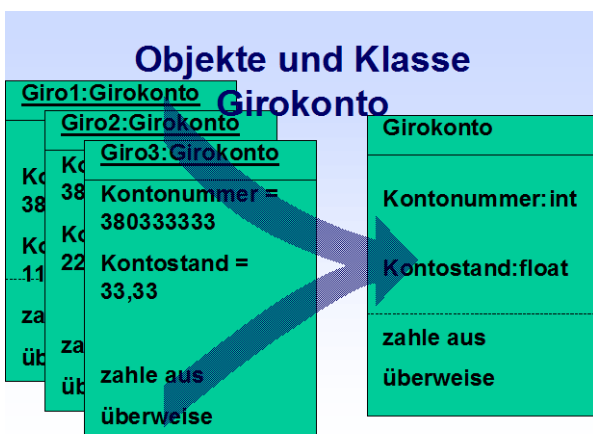 Objekte und Klasse
Girokonto
Giro1:Girokonto
Giro2:Girokonto
Giro3:Girokonto
Kontonummer =
380333333
Kontostand =
33,33
zahle aus
überweise
Girokonto
Kontonummer:int
Kontostand:float
zahle aus
überweise